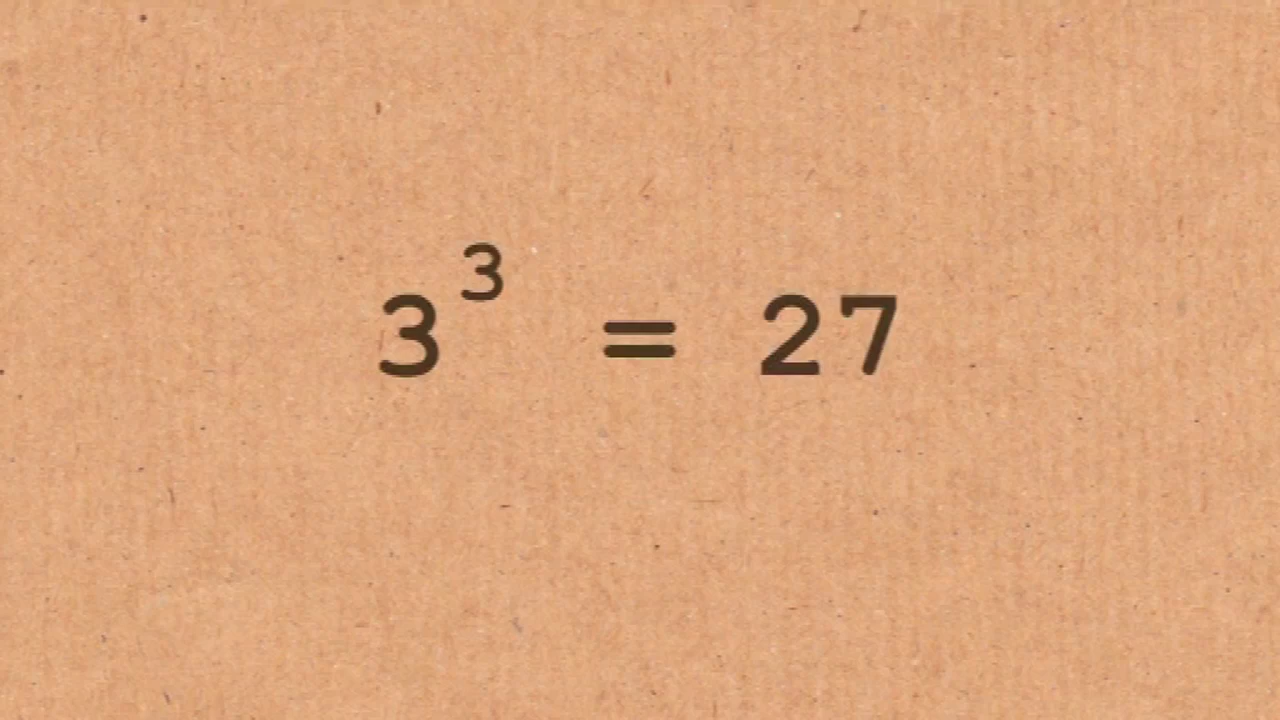 3³ = 27